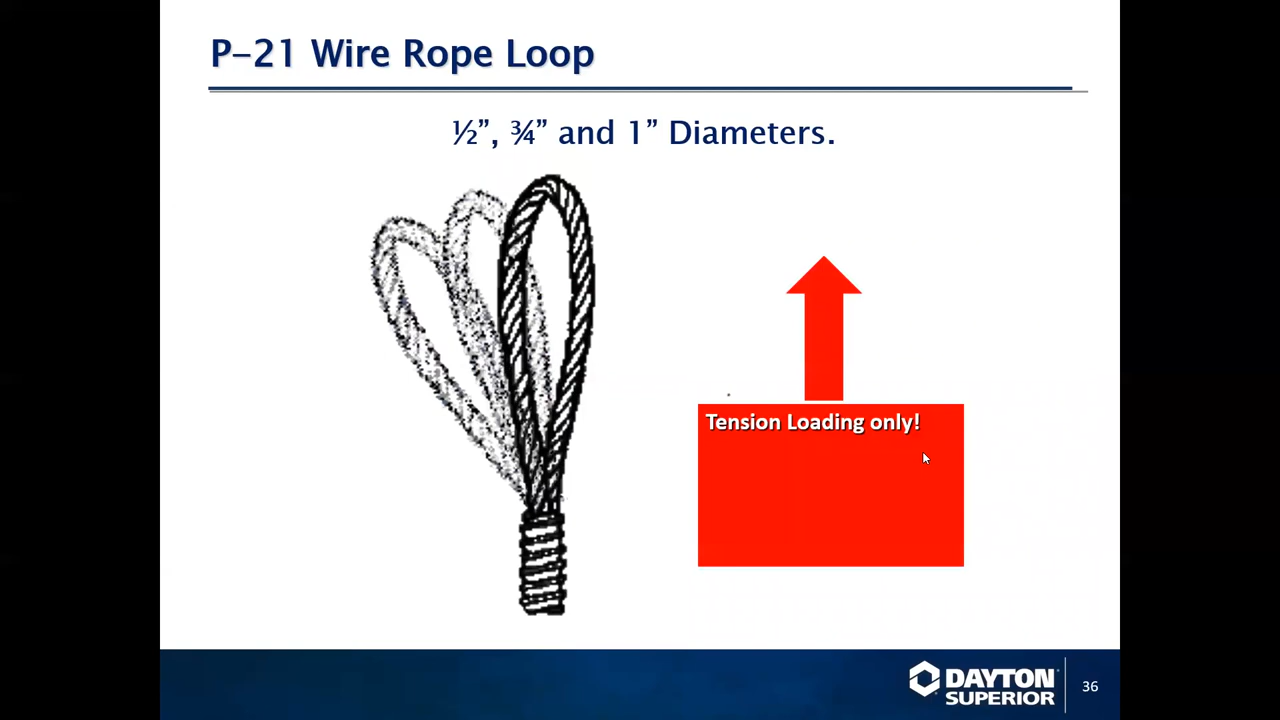 P-21 Wire Rope Loop
½”, ¾” and 1” Diameters.
Tension Loading only!
DAYTON
SUPERIOR
36